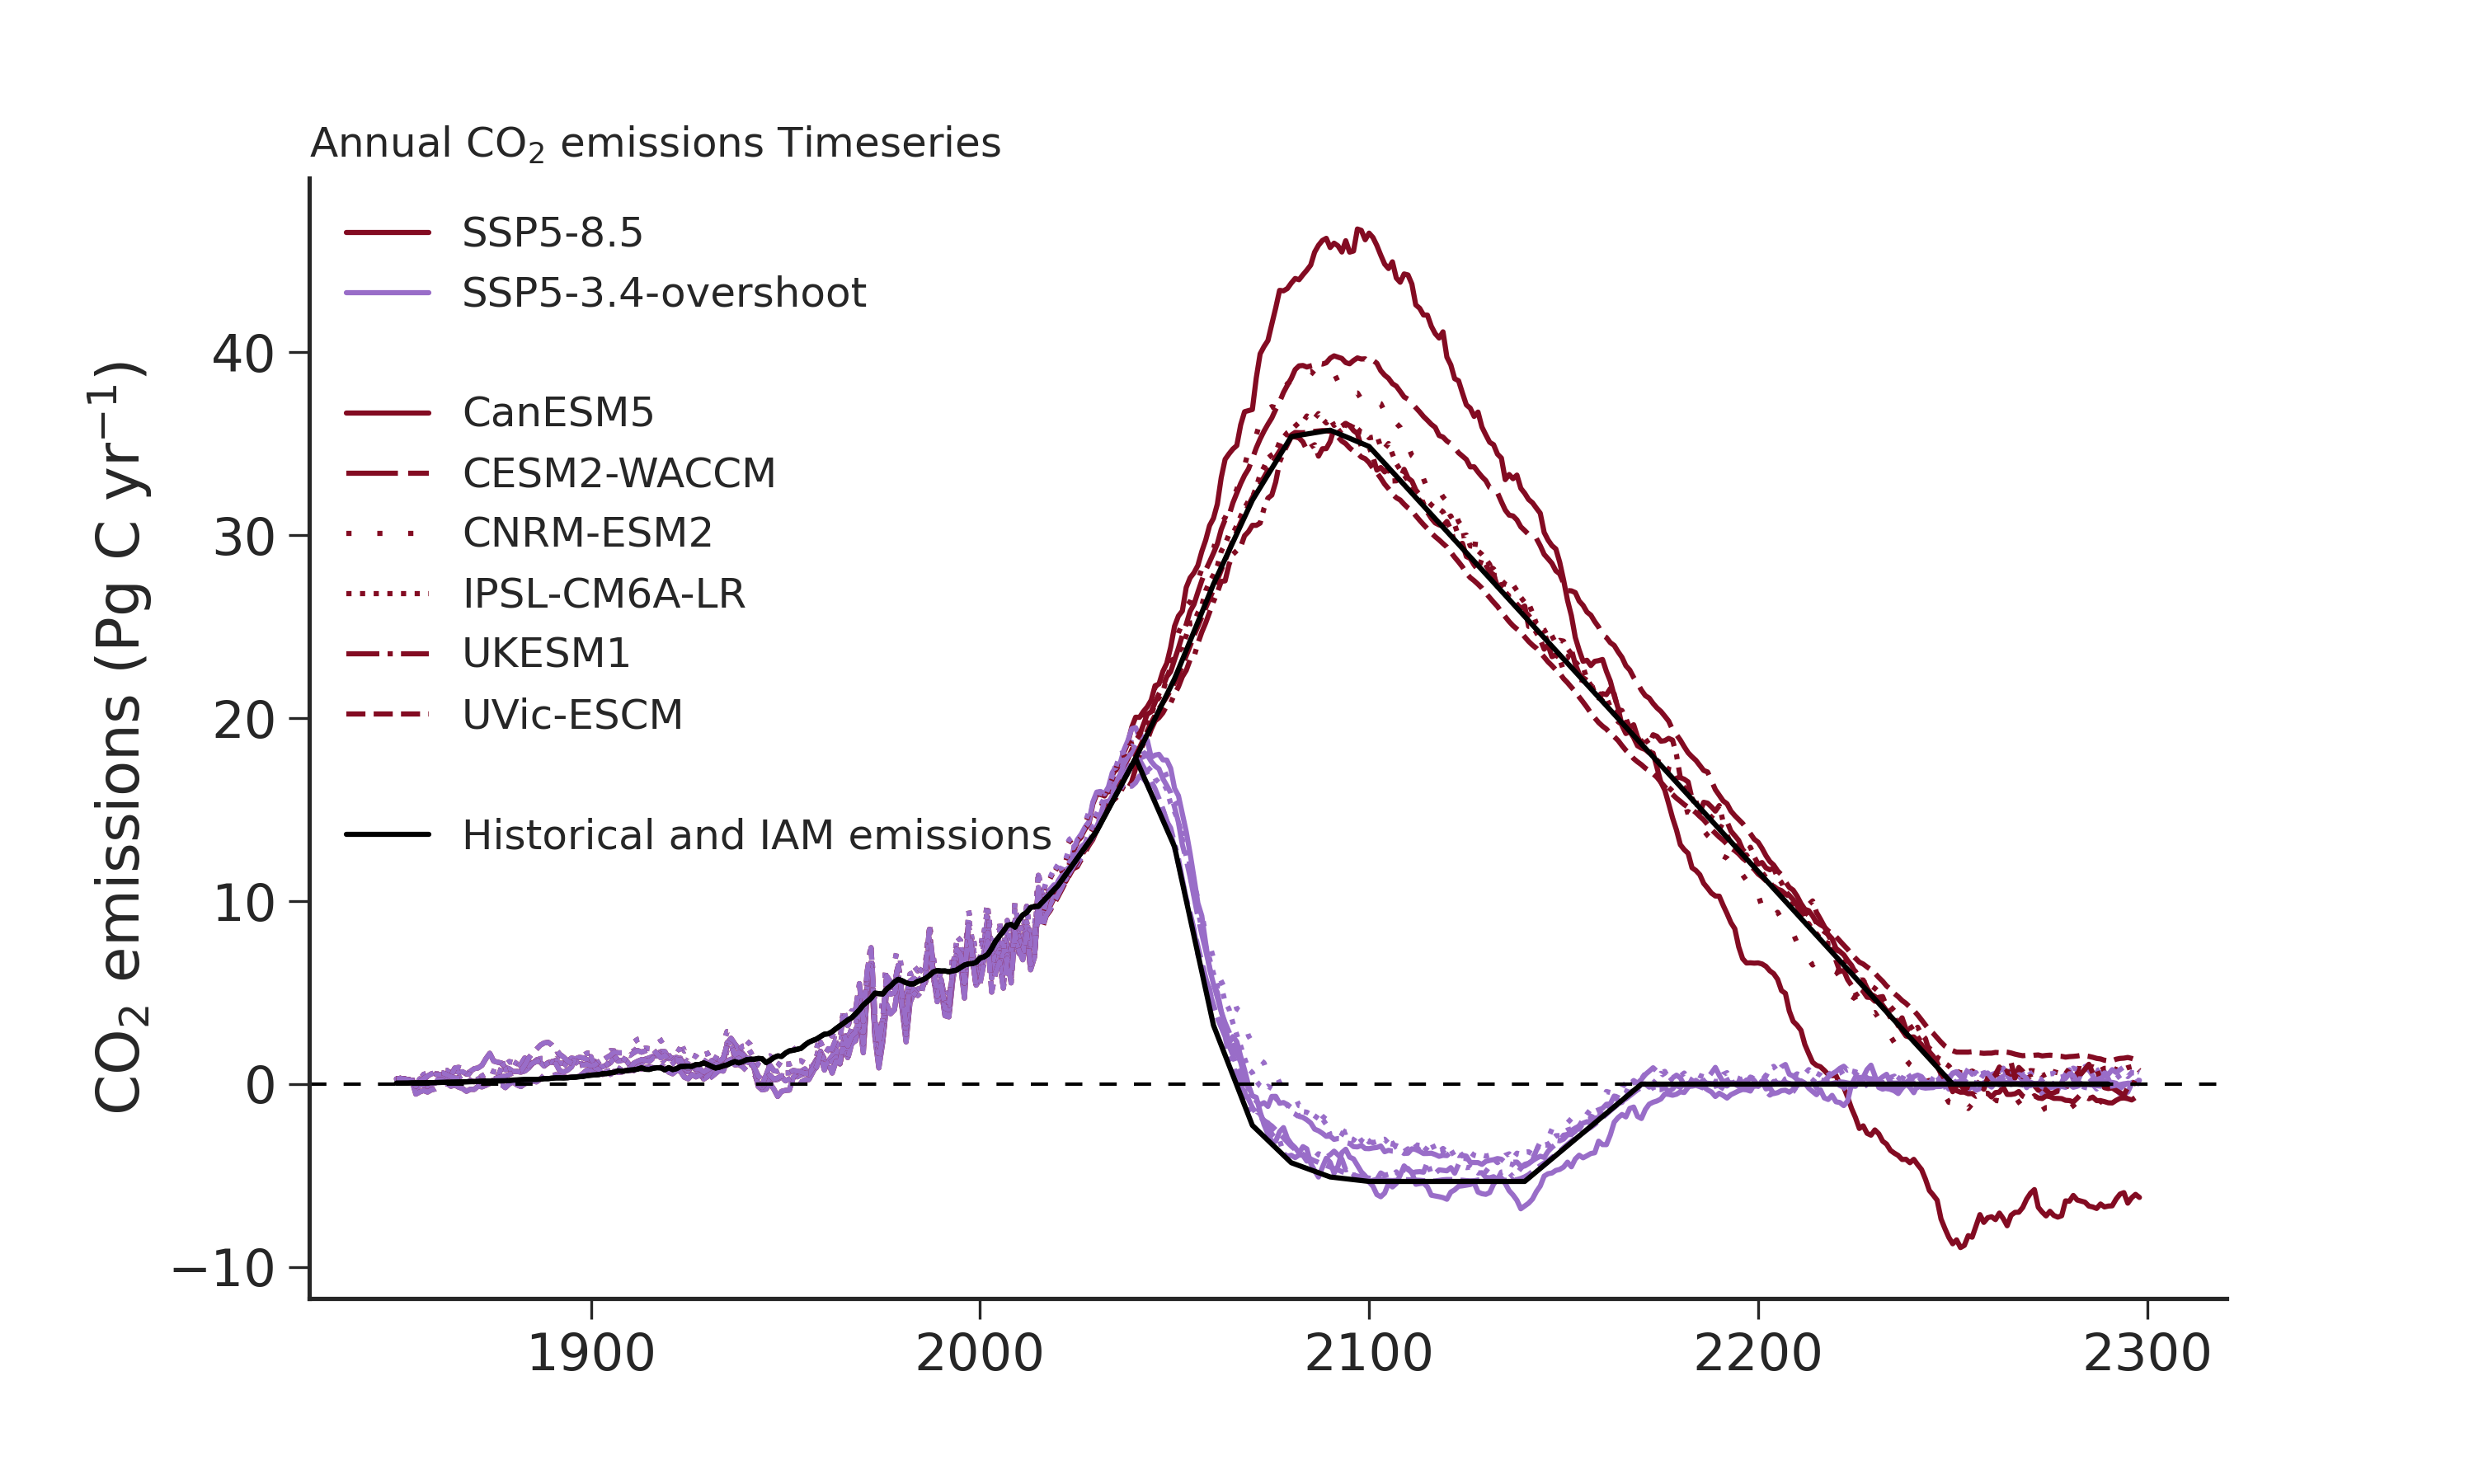 Annual CO₂ emissions Timeseries
SSP5-8.5
SSP5-3.4-overshoot
CanESM5
CESM2-WACCM
CNRM-ESM2
IPSL-CM6A-LR
UKESM1
UVic-ESCM
Historical and IAM emissions
CO₂ emissions (Pg C yr⁻¹)
40
30
20
10
0
−10
1900 2000 2100 2200 2300